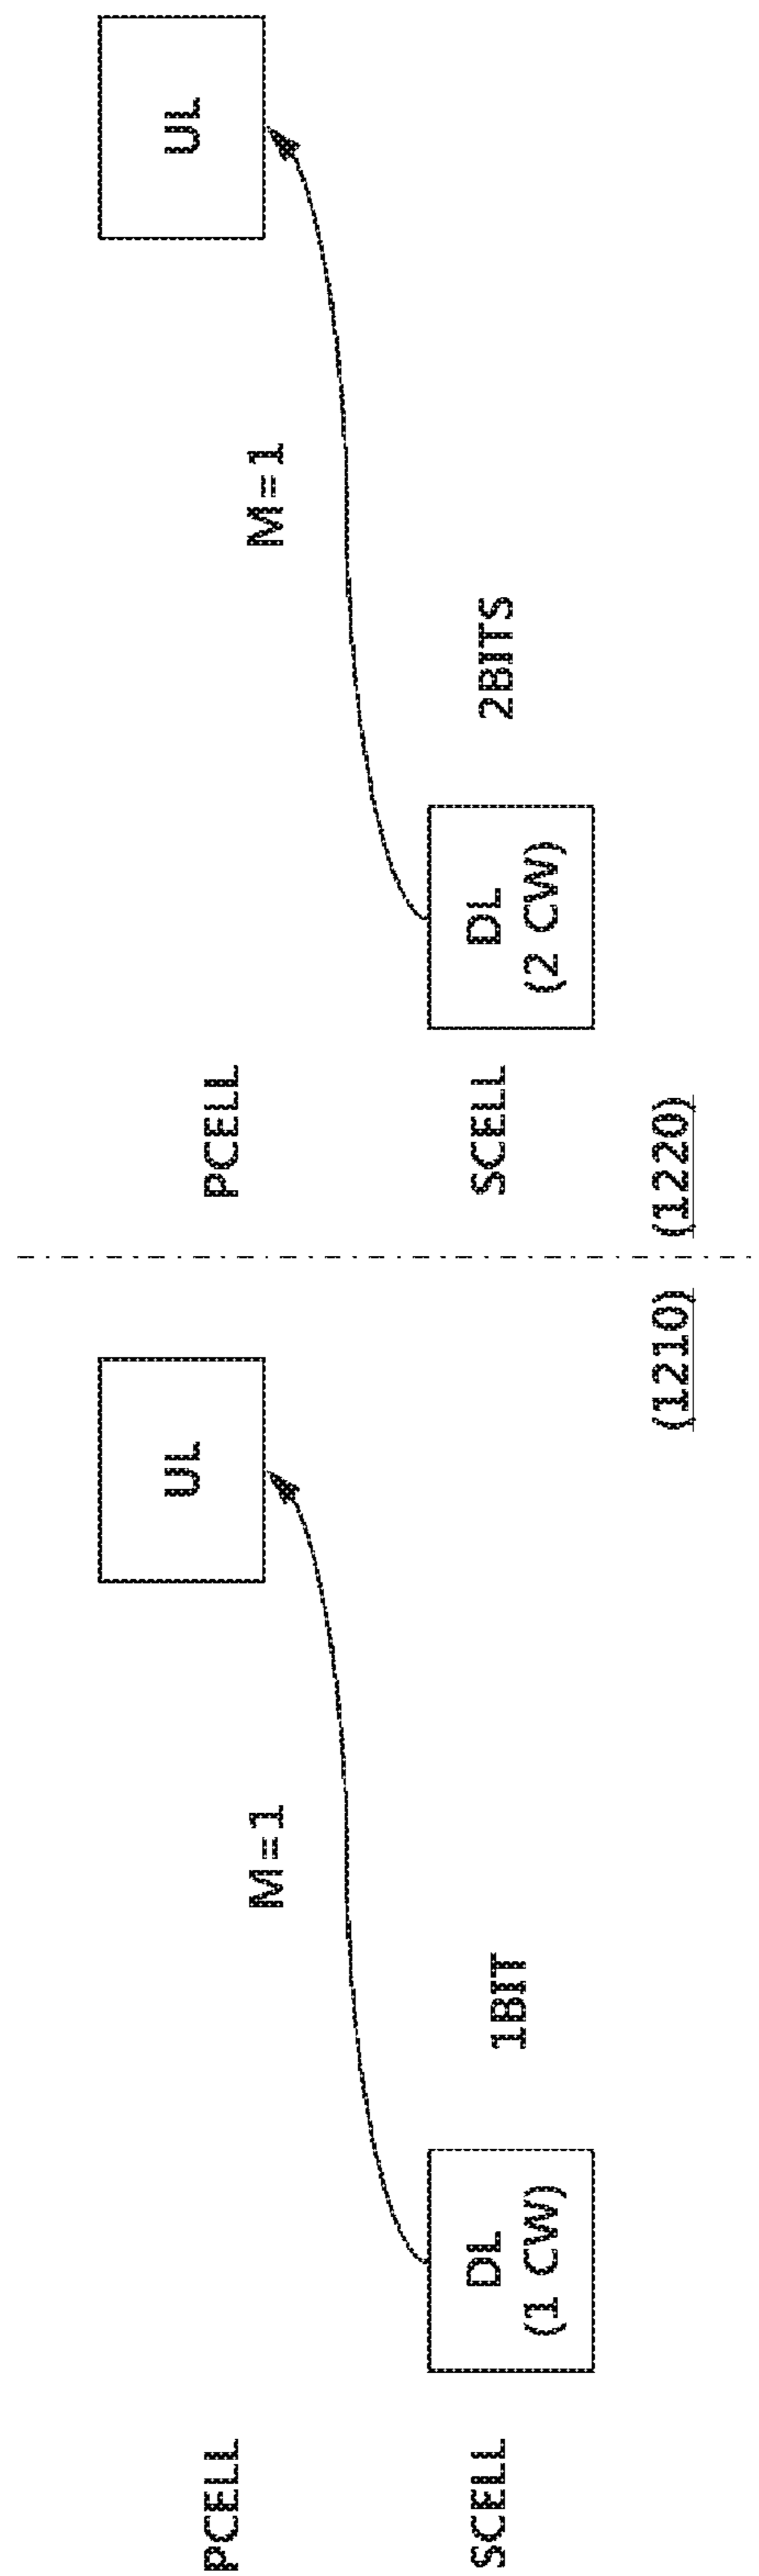 PCELL
UL
M=1
SCELL
DL
(1 CW)
1BIT
(1210)
PCELL
UL
M=1
SCELL
DL
(2 CW)
2BITS
(1220)